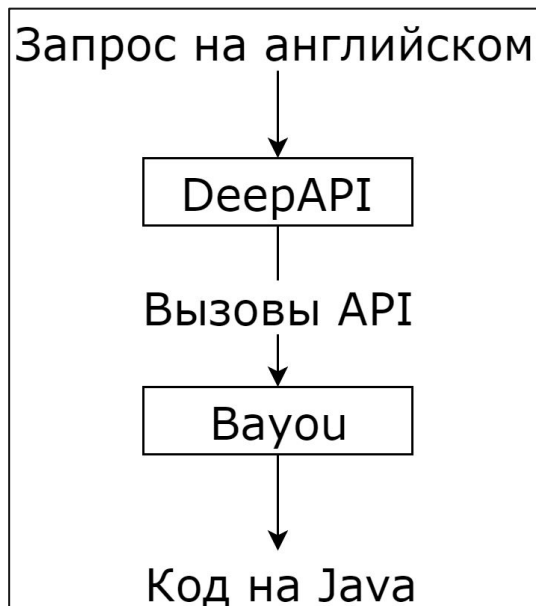 Запрос на английском
DeepAPI
Вызовы API
Bayou
Код на Java